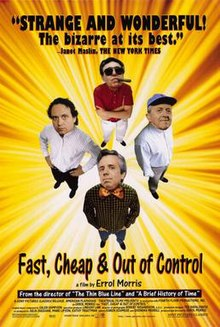 "STRANGE AND WONDERFUL!
The bizarre at its best."
—Janet Maslin, THE NEW YORK TIMES
Fast, Cheap & Out of Control
a film by Errol Morris
From the director of "The Thin Blue Line" and "A Brief History of Time"